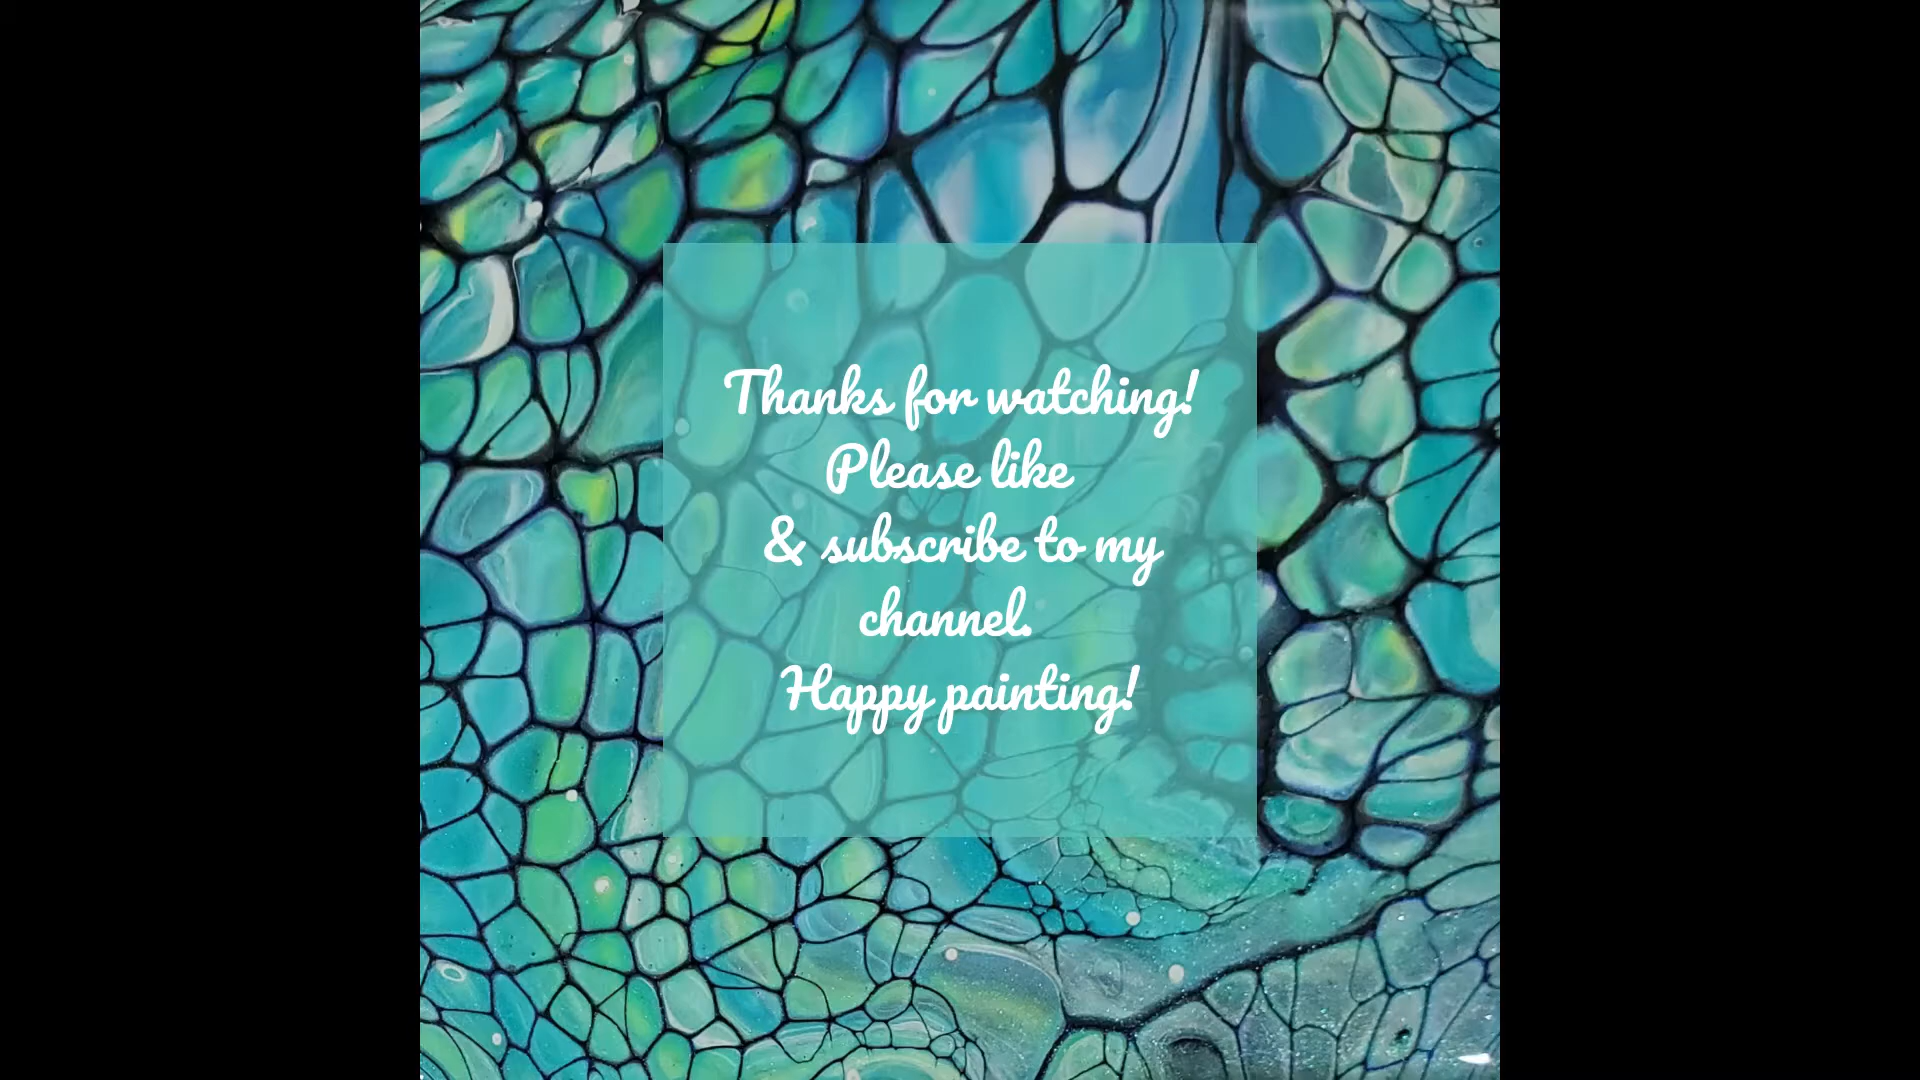 Thanks for watching!
Please like
& subscribe to my
channel.
Happy painting!